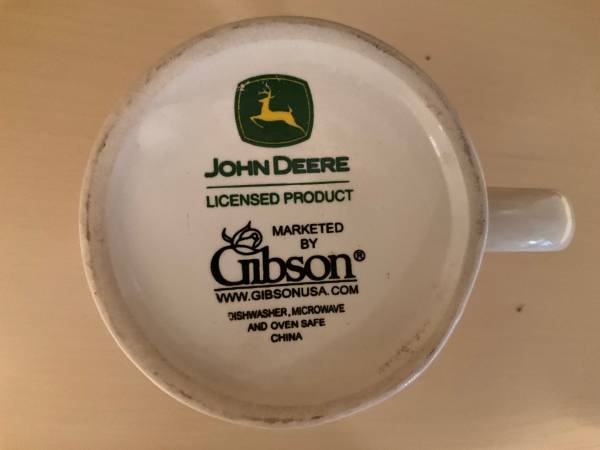 JOHN DEERE
LICENSED PRODUCT
MARKETED
BY
Gibson®
WWW.GIBSONUSA.COM
DISHWASHER, MICROWAVE
AND OVEN SAFE
CHINA